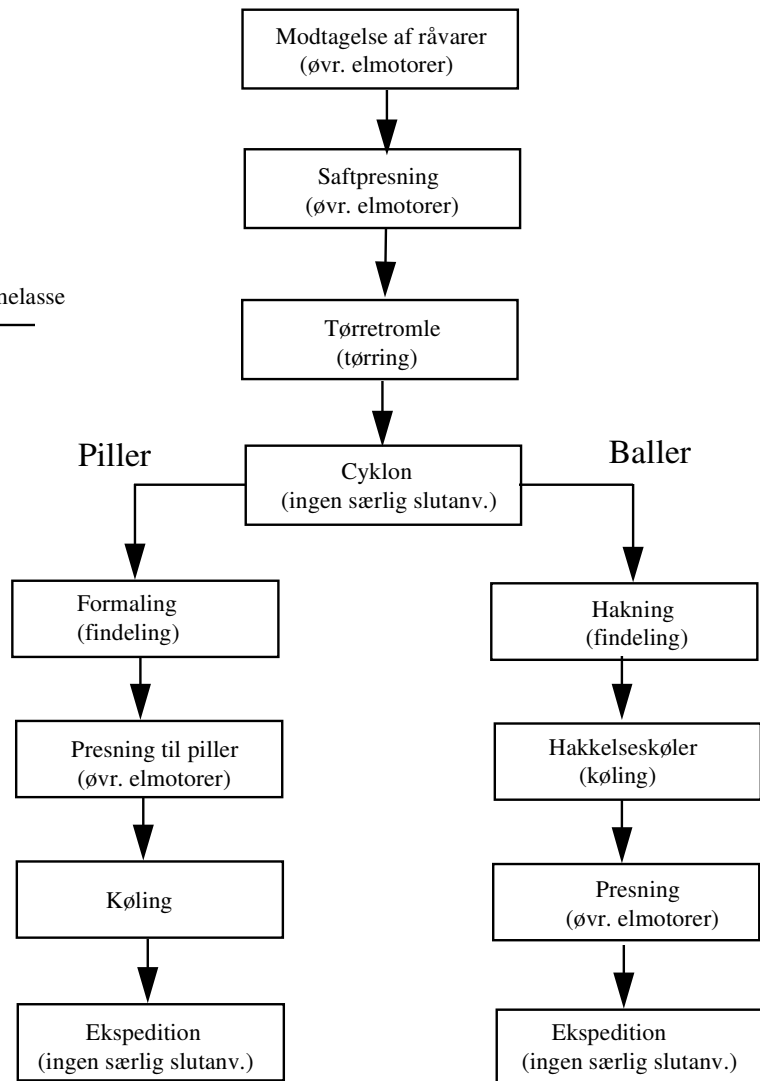 Modtagelse af råvarer
(øvr. elmotorer)
Saftpresning
(øvr. elmotorer)
Tørretromle
(tørring)
Cyklon
(ingen særlig slutanv.)
Piller
Formaling
(findeling)
Presning til piller
(øvr. elmotorer)
Køling
Ekspedition
(ingen særlig slutanv.)
Baller
Hakning
(findeling)
Hakkelseskøler
(køling)
Presning
(øvr. elmotorer)
Ekspedition
(ingen særlig slutanv.)